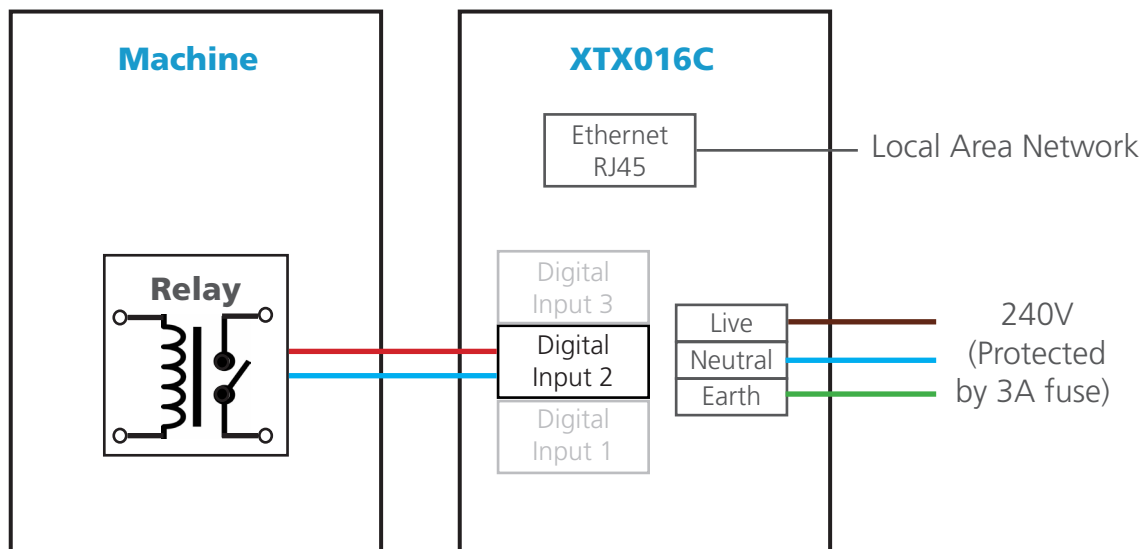 Machine
XTX016C
Ethernet
RJ45
Local Area Network
Relay
Digital
Input 3
Digital
Input 2
Digital
Input 1
Live
Neutral
Earth
240V
(Protected
by 3A fuse)